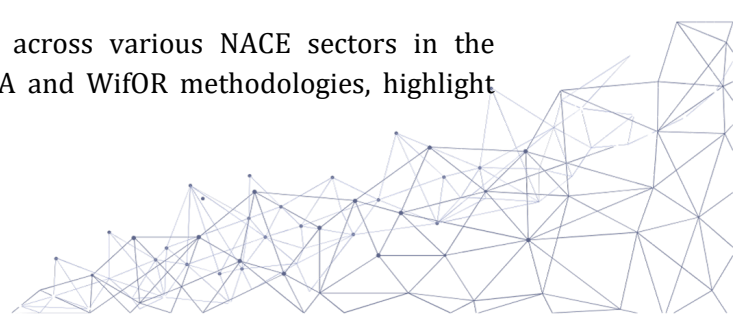 across various NACE sectors in the
and WifOR methodologies, highlight